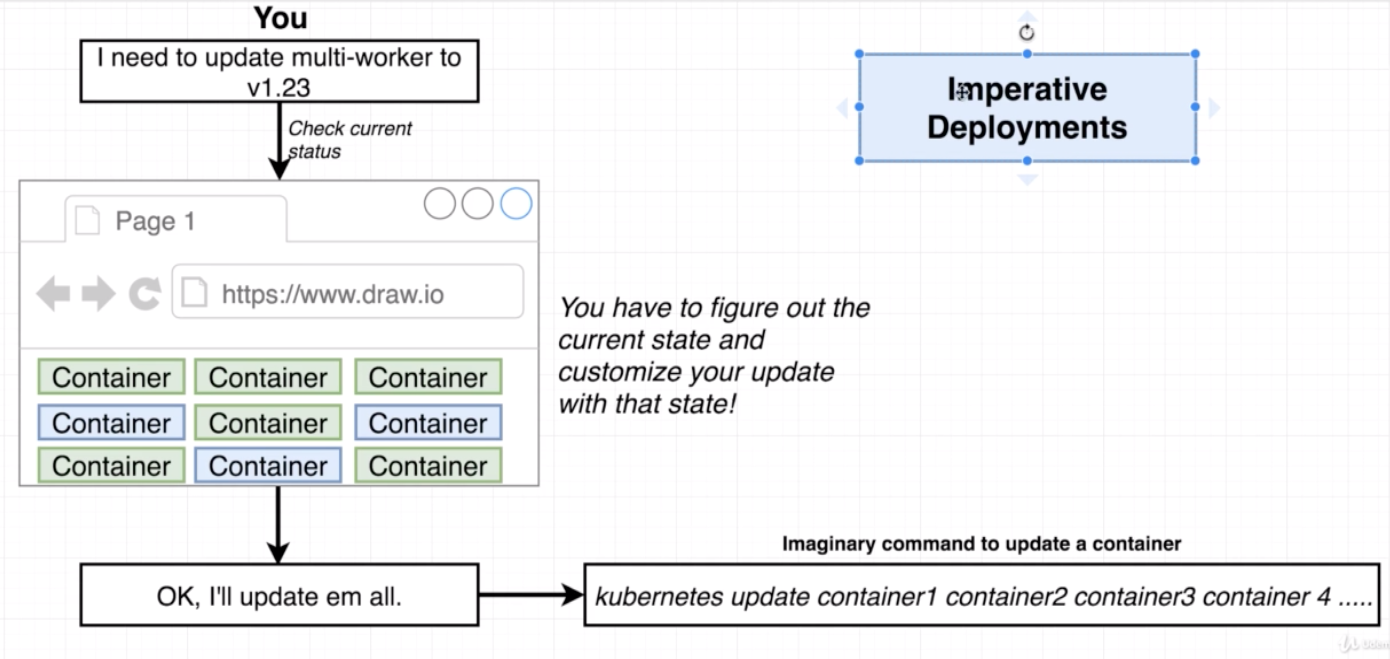 You
I need to update multi-worker to
v1.23
Check current
status
Imperative
Deployments
Page 1
https://www.draw.io
You have to figure out the
current state and
customize your update
with that state!
Container Container Container
Container Container Container
Container Container Container
OK, I'll update em all.
Imaginary command to update a container
kubernetes update container1 container2 container3 container 4 .....